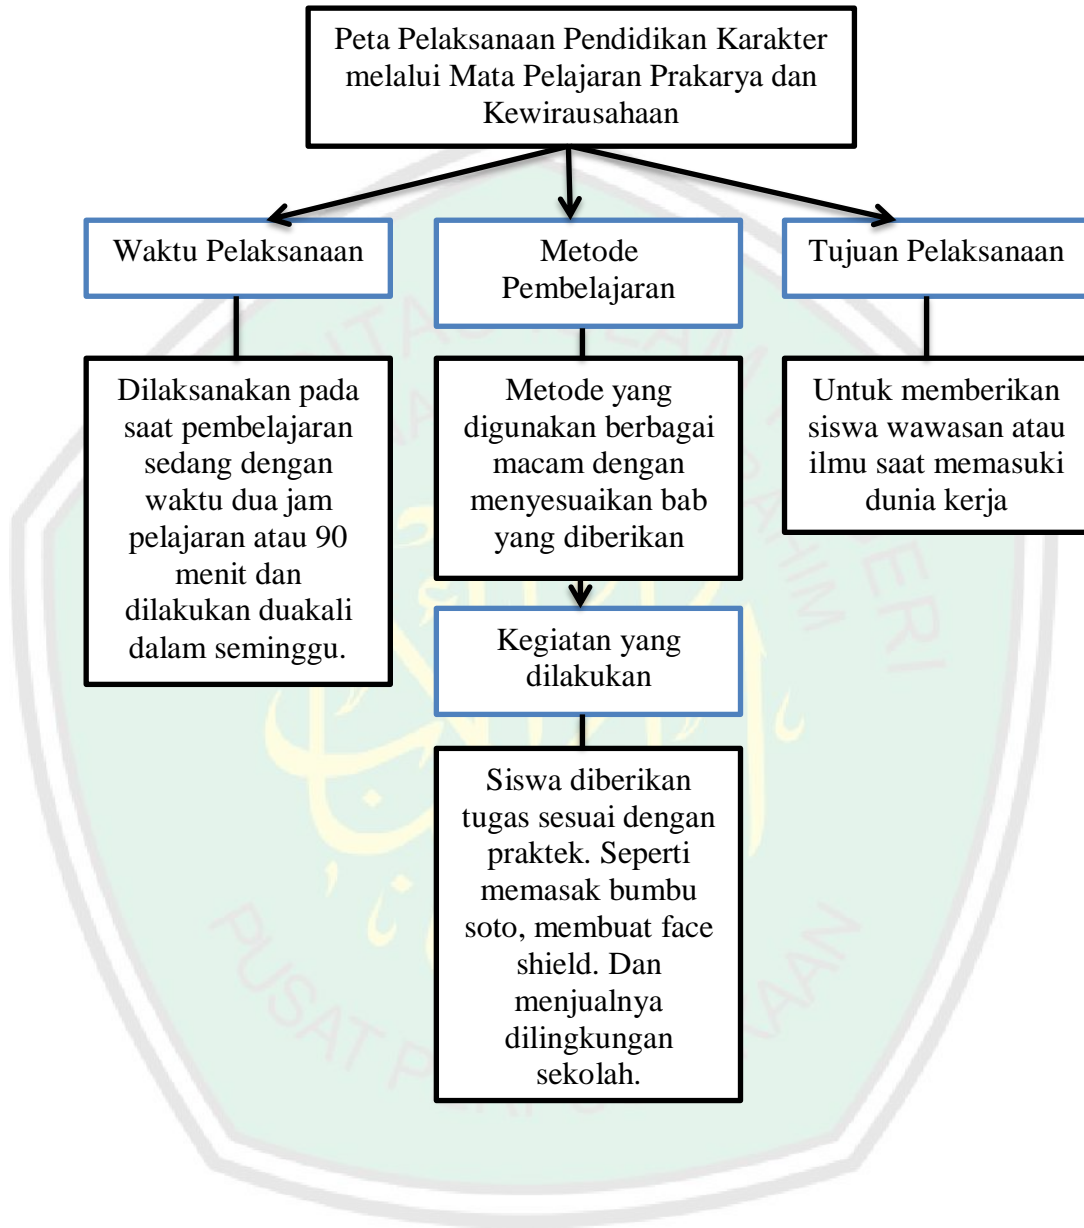 Peta Pelaksanaan Pendidikan Karakter
melalui Mata Pelajaran Prakarya dan
Kewirausahaan
Waktu Pelaksanaan
Metode
Pembelajaran
Tujuan Pelaksanaan
Dilaksanakan pada
saat pembelajaran
sedang dengan
waktu dua jam
pelajaran atau 90
menit dan
dilakukan duakali
dalam seminggu.
Metode yang
digunakan berbagai
macam dengan
menyesuaikan bab
yang diberikan
Untuk memberikan
siswa wawasan atau
ilmu saat memasuki
dunia kerja
Kegiatan yang
dilakukan
Siswa diberikan
tugas sesuai dengan
praktek. Seperti
memasak bumbu
soto, membuat face
shield. Dan
menjualnya
dilingkungan
sekolah.
PUSAT